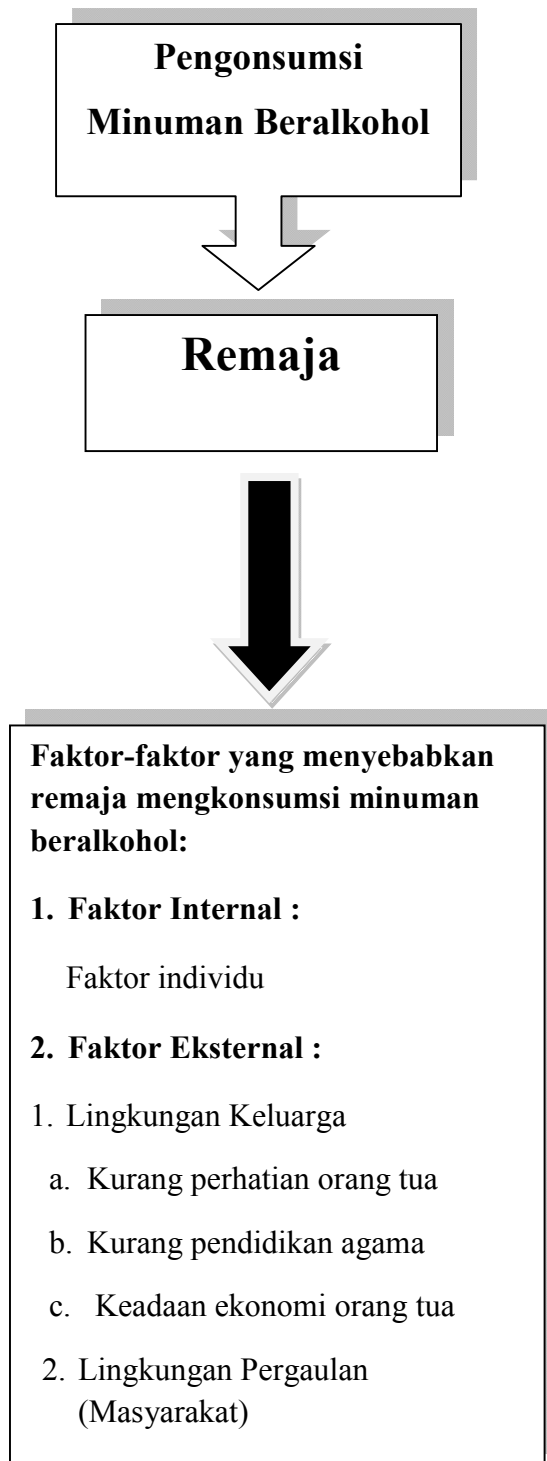 Pengonsumsi
Minuman Beralkohol
Remaja
Faktor-faktor yang menyebabkan
remaja mengkonsumsi minuman
beralkohol:
1. Faktor Internal :
Faktor individu
2. Faktor Eksternal :
1. Lingkungan Keluarga
a. Kurang perhatian orang tua
b. Kurang pendidikan agama
c. Keadaan ekonomi orang tua
2. Lingkungan Pergaulan
(Masyarakat)